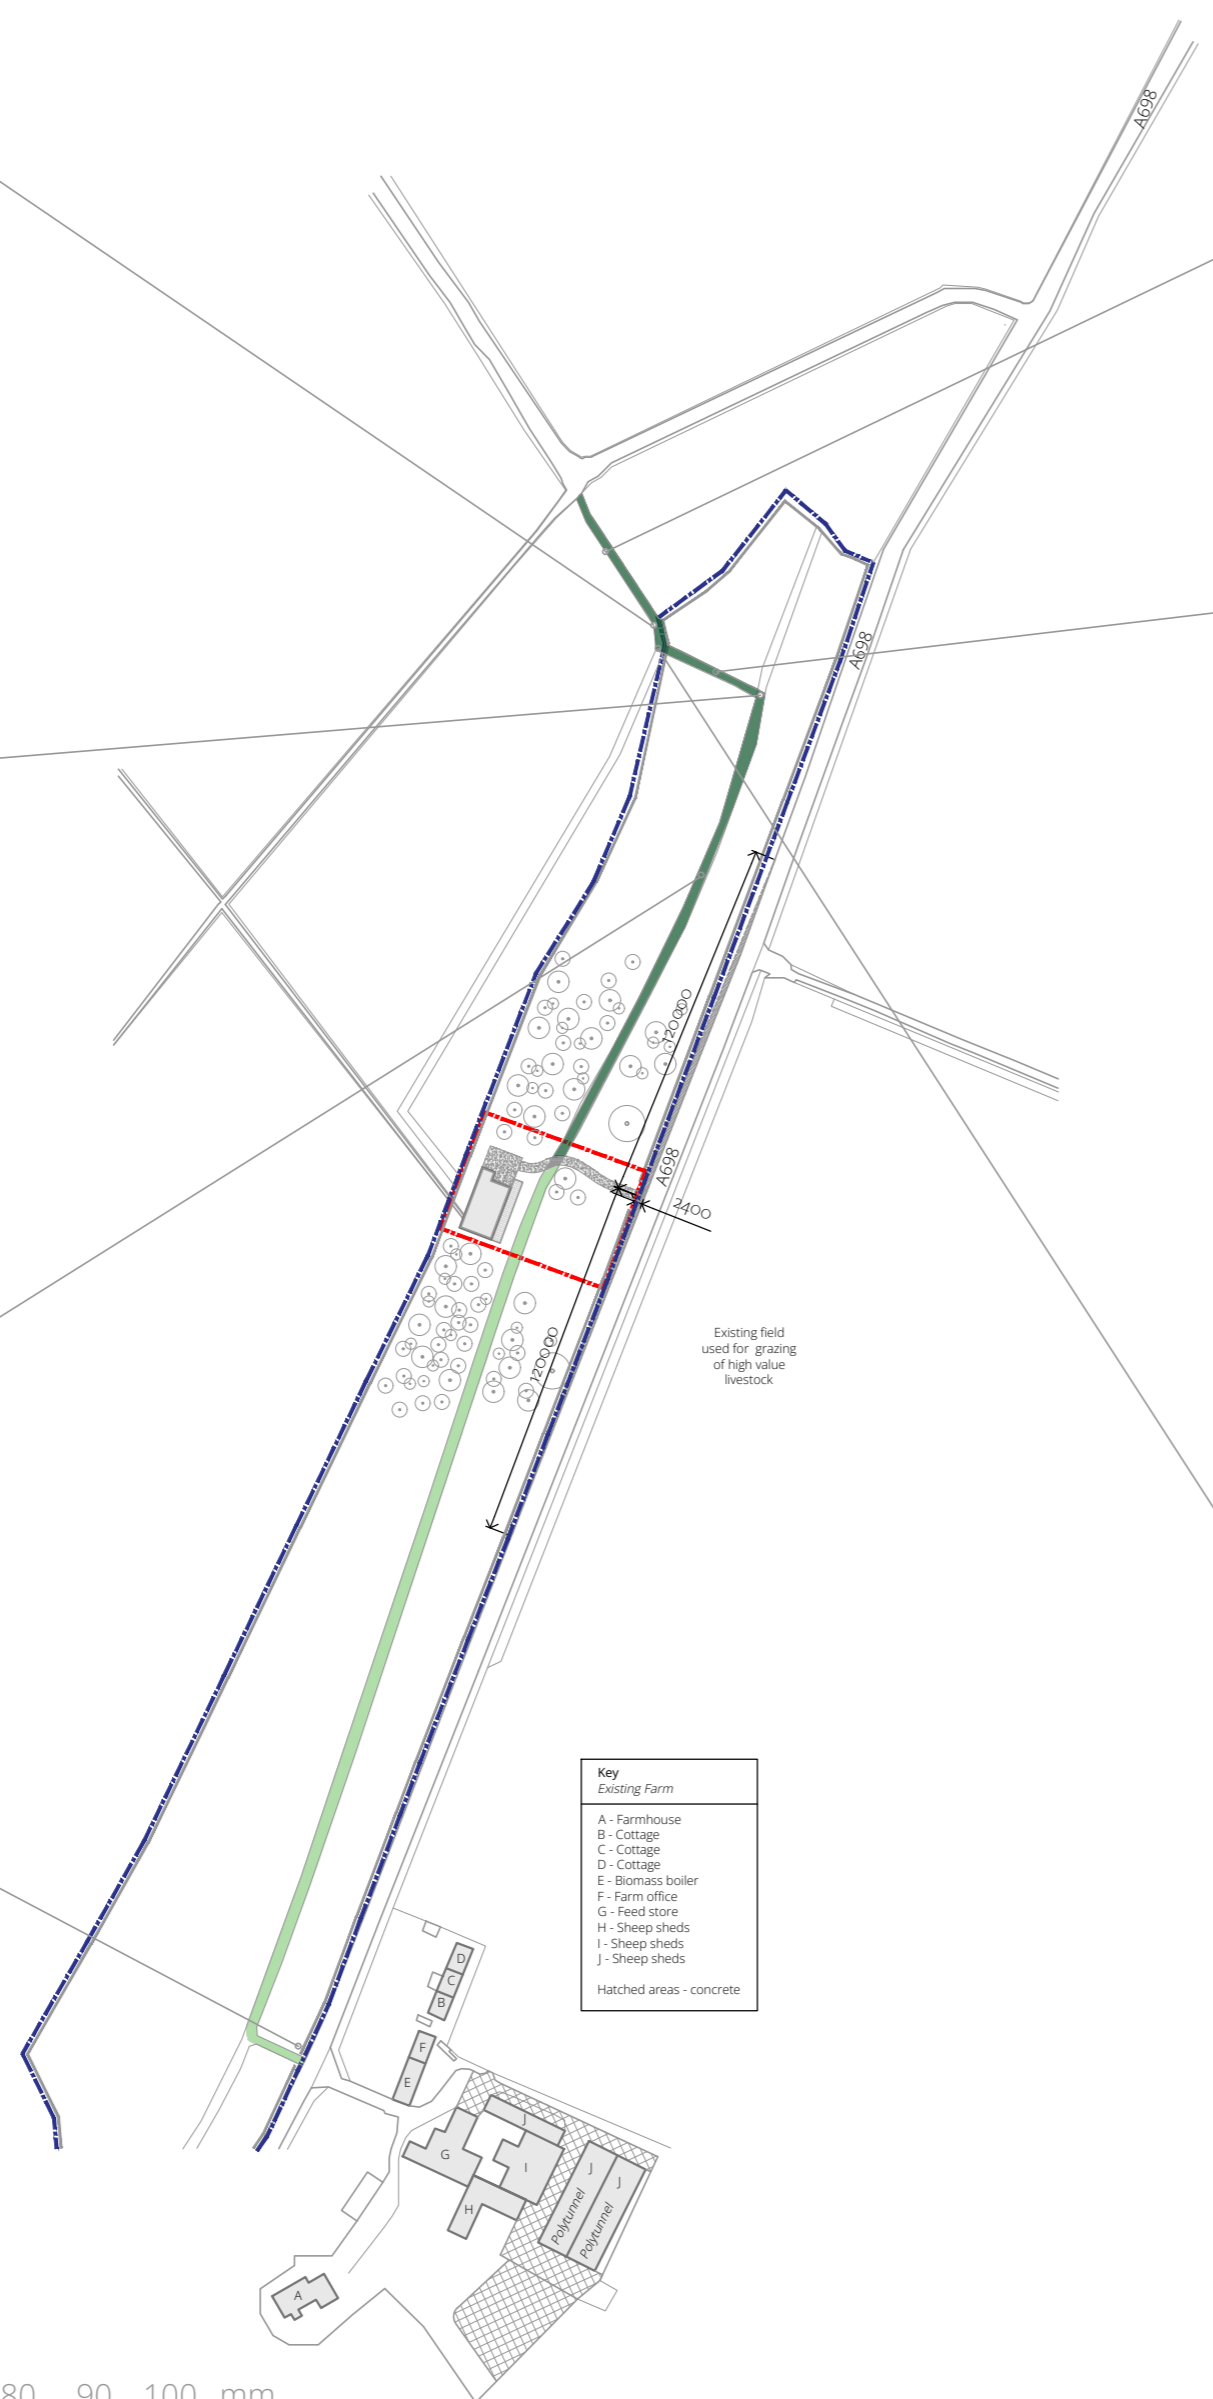 A698
A698
120000
A698
2400
120000
Existing field
used for grazing
of high value
livestock
Key
Existing Farm
A - Farmhouse
B - Cottage
C - Cottage
D - Cottage
E - Biomass boiler
F - Farm office
G - Feed store
H - Sheep sheds
I - Sheep sheds
J - Sheep sheds
Hatched areas - concrete
D
C
B
F
E
J
G
I
J
J
H
Polytunnel
Polytunnel
A
80 90 100 mm